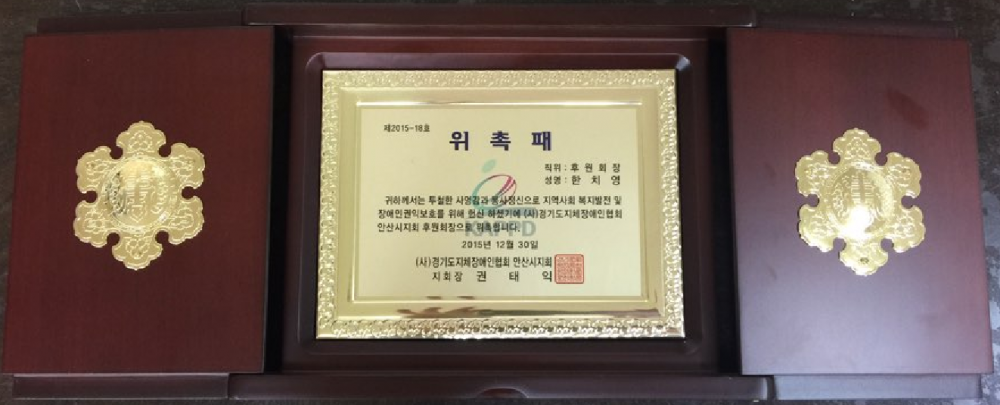 제2015-18호
위 촉 패
직위 : 후 원 회 장
성명 : 한 치 영
귀하께서는 투철한 사명감과 봉사정신으로 지역사회 복지발전 및
장애인권익보호를 위해 헌신 하셨기에 (사)경기도지체장애인협회
안산시지회 후원회장으로 위촉합니다.
KAPPD
2015년 12월 30일
(사)경기도지체장애인협회 안산시지회
지회장 권 태 익